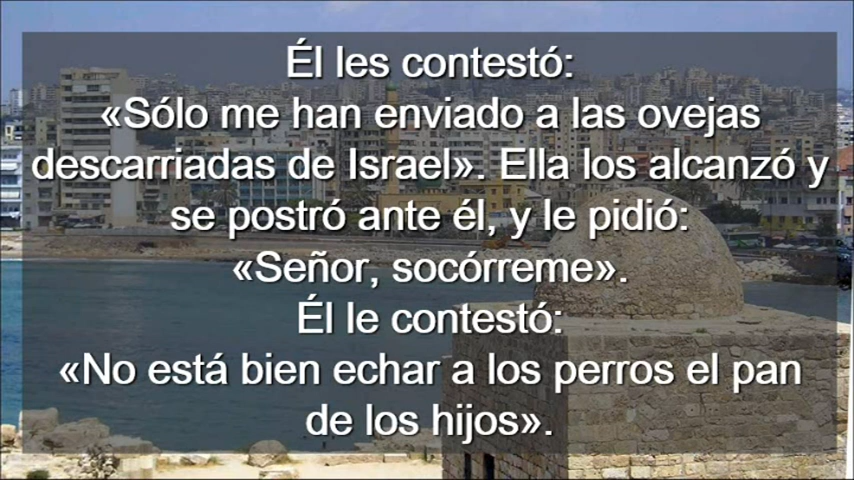 Él les contestó:
«Sólo me han enviado a las ovejas
descarriadas de Israel». Ella los alcanzó y
se postró ante él, y le pidió:
«Señor, socórreme».
Él le contestó:
«No está bien echar a los perros el pan
de los hijos».